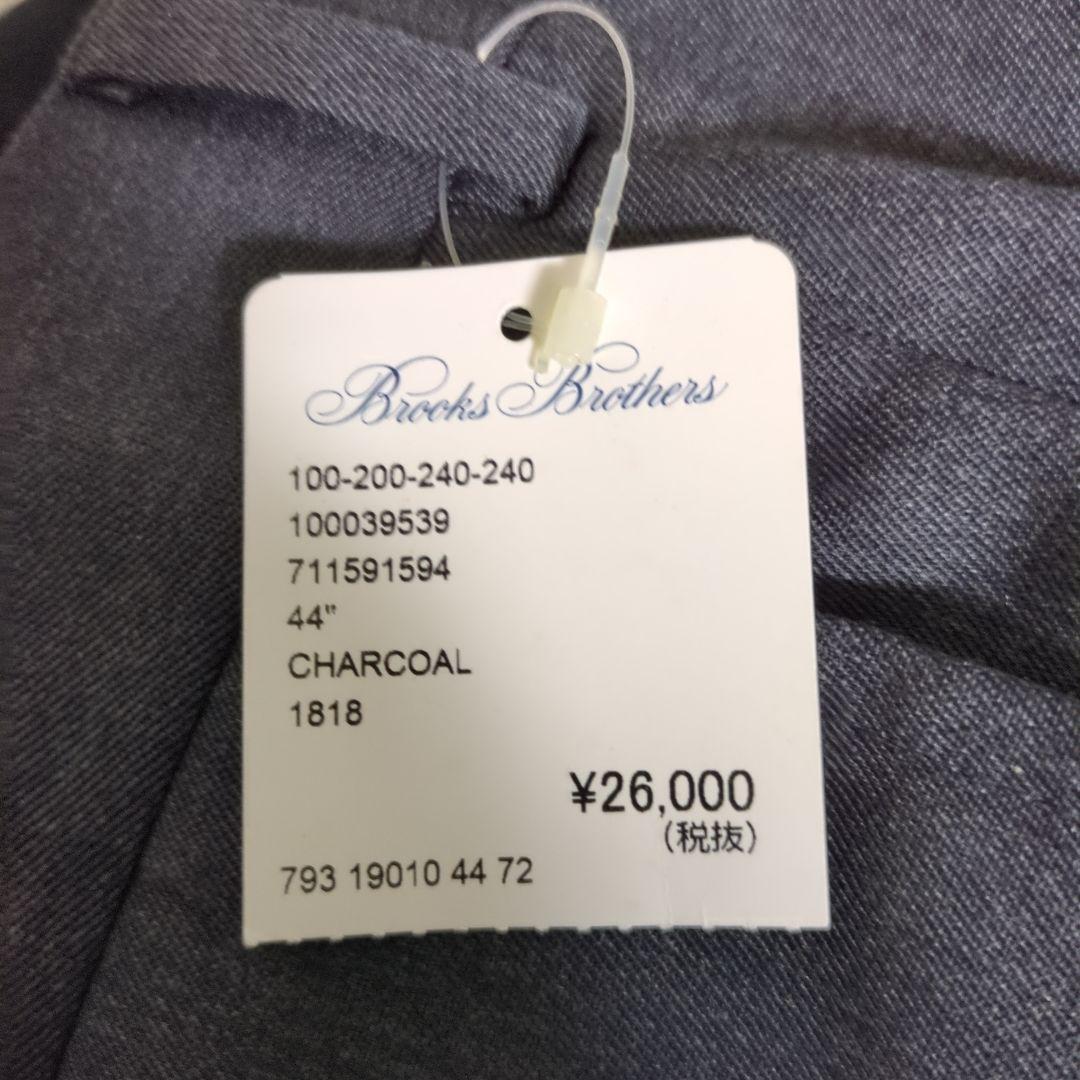 Brooks Brothers
100-200-240-240
100039539
711591594
44"
CHARCOAL
1818
¥26,000
(税抜)
793 19010 44 72